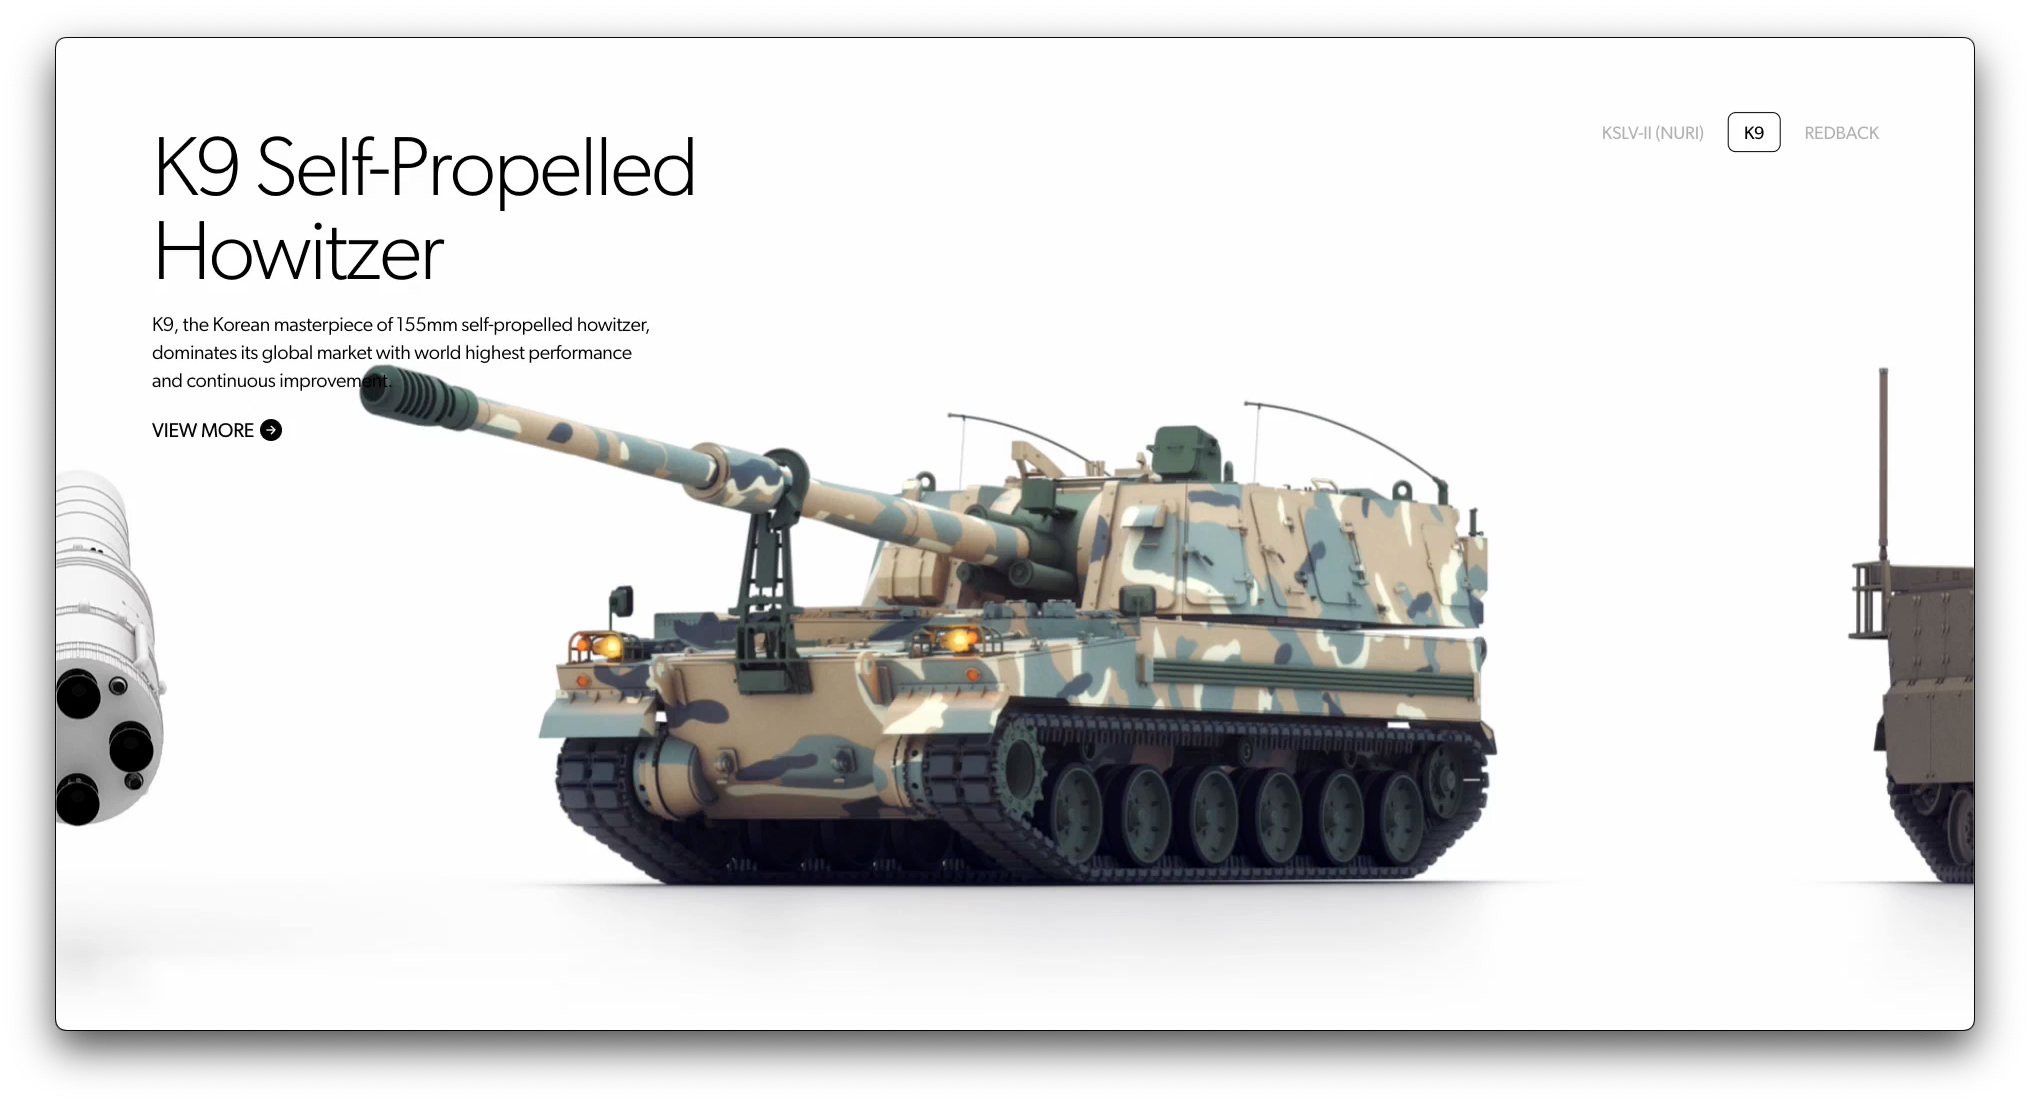 K9 Self-Propelled
Howitzer
KSLV-II (NURI) K9 REDBACK
K9, the Korean masterpiece of 155mm self-propelled howitzer,
dominates its global market with world highest performance
and continuous improvement.
VIEW MORE